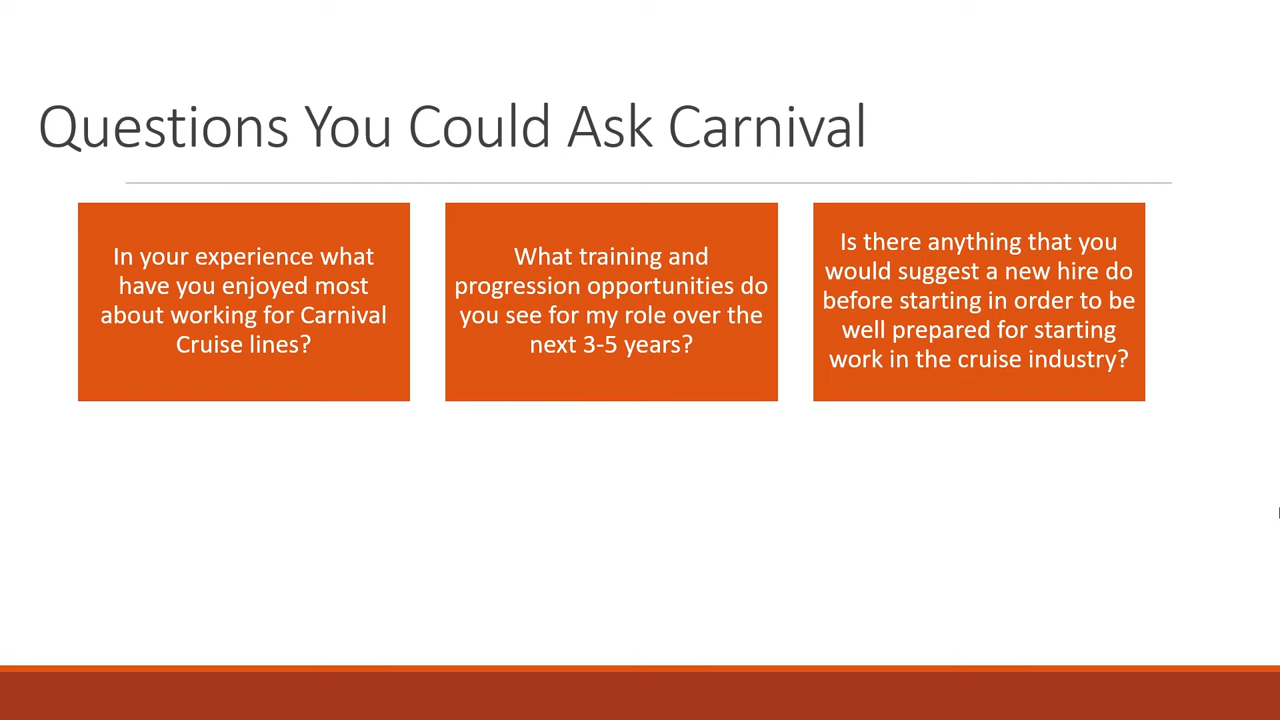 Questions You Could Ask Carnival
In your experience what
have you enjoyed most
about working for Carnival
Cruise lines?
What training and
progression opportunities do
you see for my role over the
next 3-5 years?
Is there anything that you
would suggest a new hire do
before starting in order to be
well prepared for starting
work in the cruise industry?